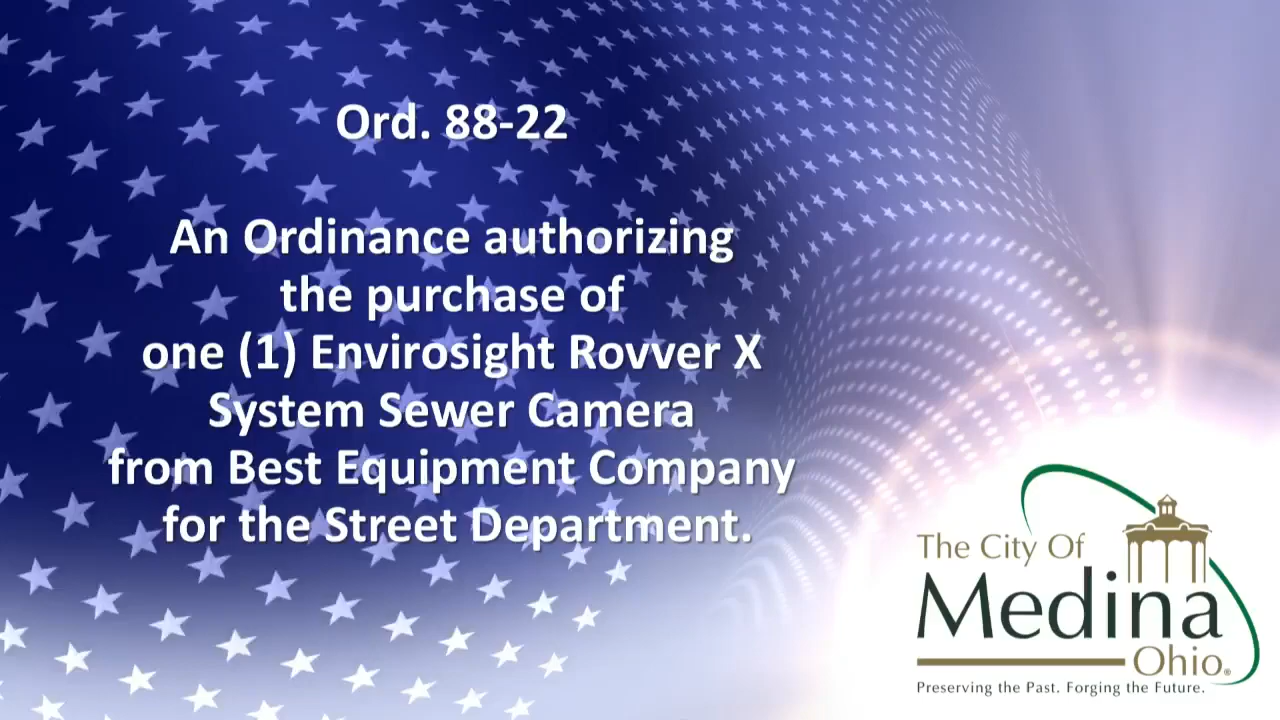 Ord. 88-22
An Ordinance authorizing
the purchase of
one (1) Envirosight Rovver X
System Sewer Camera
from Best Equipment Company
for the Street Department.
The City Of
Medina
Ohio®
Preserving the Past. Forging the Future.